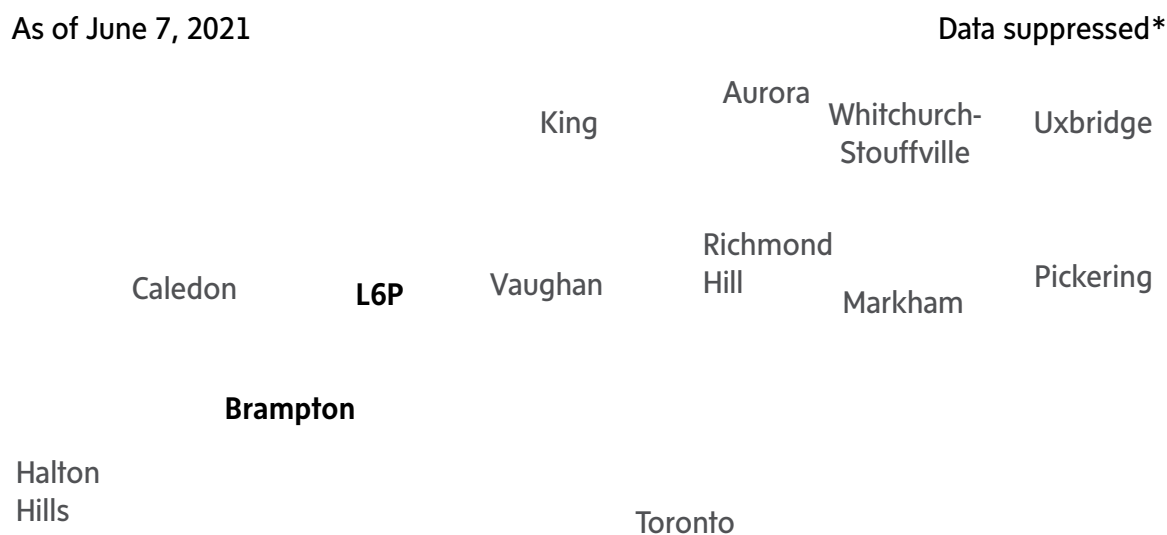 As of June 7, 2021
Data suppressed*
Aurora
King
Whitchurch-
Stouffville
Uxbridge
Richmond
Hill
Caledon
L6P
Vaughan
Markham
Pickering
Brampton
Halton
Hills
Toronto